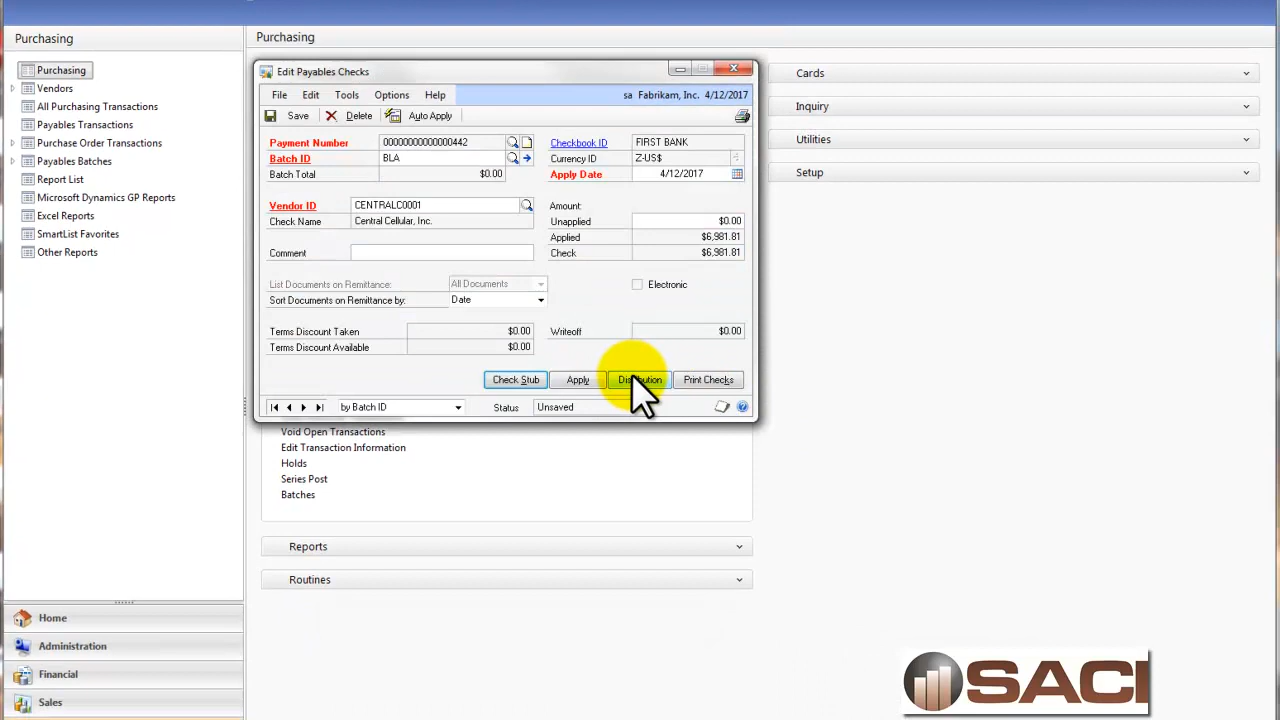 Purchasing
Purchasing
Vendors
All Purchasing Transactions
Payables Transactions
Purchase Order Transactions
Payables Batches
Report List
Microsoft Dynamics GP Reports
Excel Reports
SmartList Favorites
Other Reports
Home
Administration
Financial
Sales
Purchasing
Edit Payables Checks
File Edit Tools Options Help sa Fabrikam, Inc. 4/12/2017
Save Delete Auto Apply
Payment Number 00000000000000442 Checkbook ID FIRST BANK
Batch ID BLA Currency ID Z-US$
Batch Total $0.00 Apply Date 4/12/2017
Vendor ID CENTRALC0001 Amount:
Check Name Central Cellular, Inc. Unapplied $0.00
Applied $6,981.81
Comment Check $6,981.81
List Documents on Remittance: All Documents Electronic
Sort Documents on Remittance by: Date
Terms Discount Taken $0.00 Writeoff $0.00
Terms Discount Available $0.00
Check Stub Apply Distribution Print Checks
by Batch ID Status Unsaved
Void Open Transactions
Edit Transaction Information
Holds
Series Post
Batches
Reports
Routines
Cards
Inquiry
Utilities
Setup
SACI